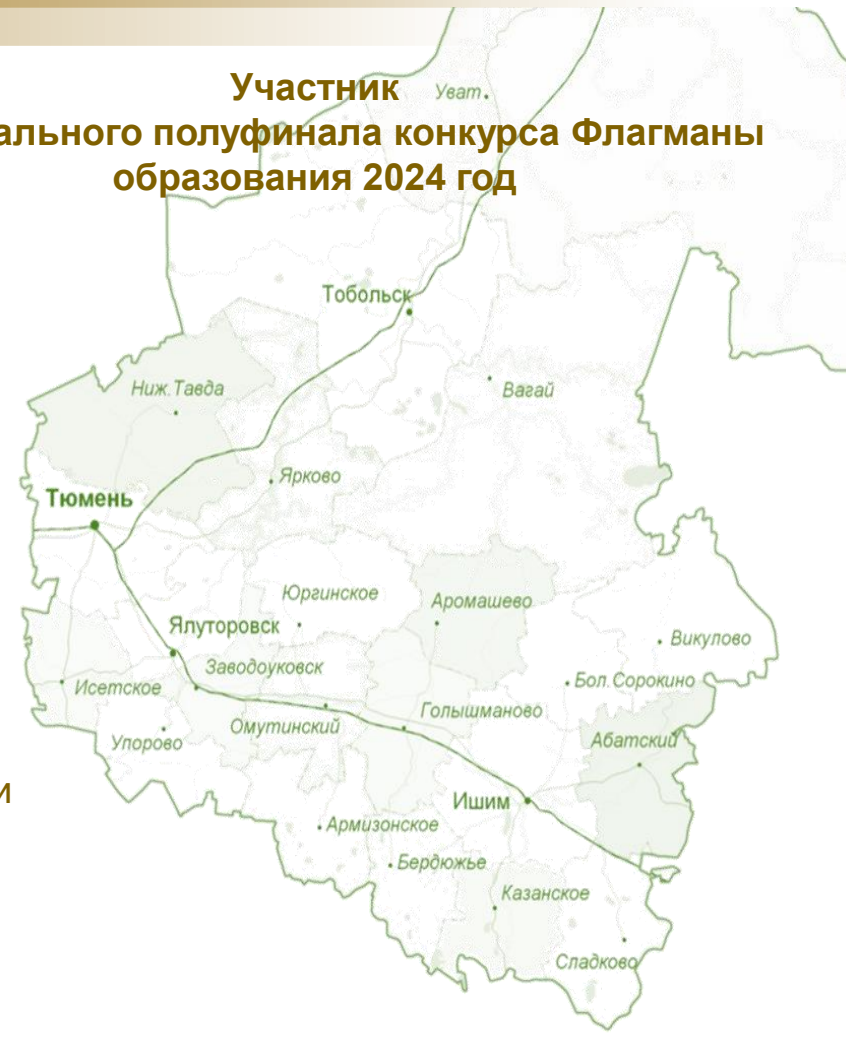 Участник
ального полуфинала конкурса Флагманы
образования 2024 год
Уват
Тобольск
Ниж.Тавда
Вагай
Ярково
Тюмень
Юргинское
Аромашево
Ялуторовск
Викулово
Заводоуковск
Бол.Сорокино
Исетское
Голышманово
Омутинский
Упорово
Абатский
и
Ишим
Армизонское
Бердюжье
Казанское
Сладково